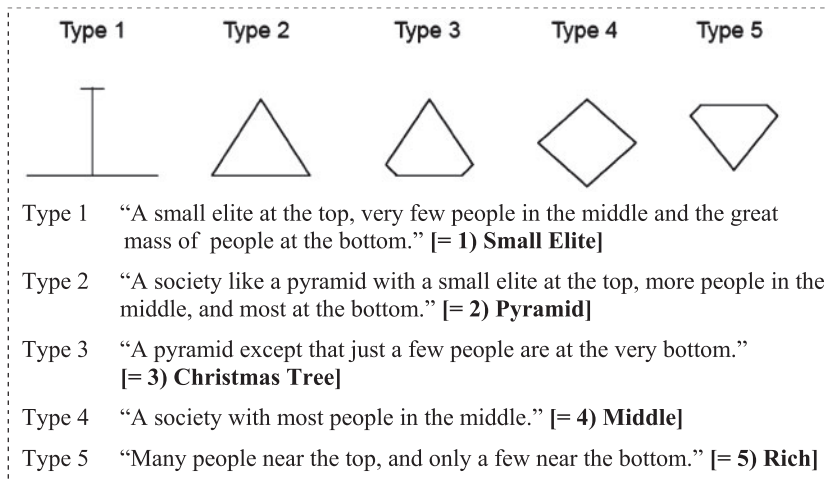 Type 1 Type 2 Type 3 Type 4 Type 5
Type 1 “A small elite at the top, very few people in the middle and the great
mass of people at the bottom.” [= 1) Small Elite]
Type 2 “A society like a pyramid with a small elite at the top, more people in the
middle, and most at the bottom.” [= 2) Pyramid]
Type 3 “A pyramid except that just a few people are at the very bottom.”
[= 3) Christmas Tree]
Type 4 “A society with most people in the middle.” [= 4) Middle]
Type 5 “Many people near the top, and only a few near the bottom.” [= 5) Rich]